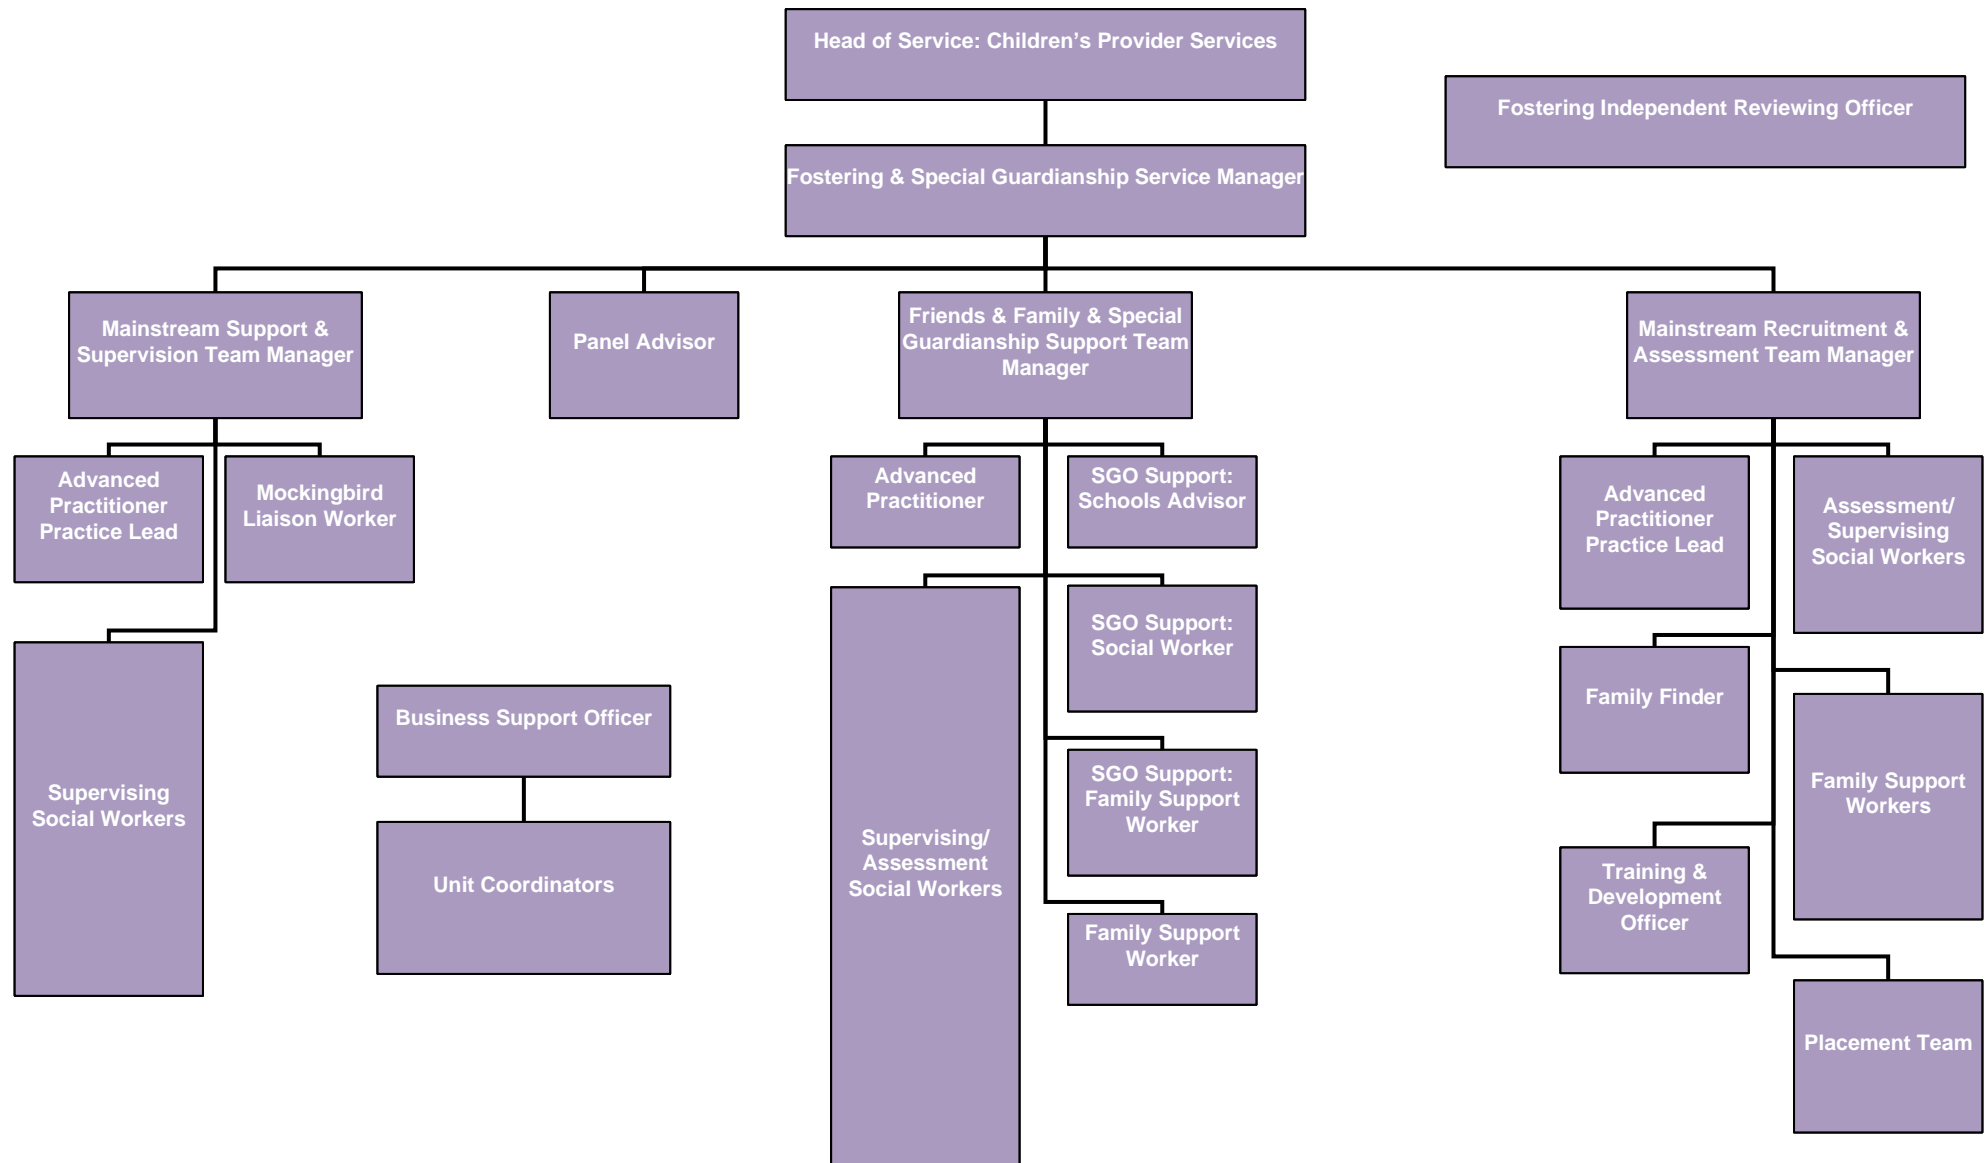 Head of Service: Children’s Provider Services
Fostering Independent Reviewing Officer
Fostering & Special Guardianship Service Manager
Mainstream Support &
Supervision Team Manager
Panel Advisor
Friends & Family & Special
Guardianship Support Team
Manager
Mainstream Recruitment &
Assessment Team Manager
Advanced
Practitioner
Practice Lead
Mockingbird
Liaison Worker
Advanced
Practitioner
SGO Support:
Schools Advisor
Advanced
Practitioner
Practice Lead
Assessment/
Supervising
Social Workers
SGO Support:
Social Worker
Family Finder
Business Support Officer
Supervising
Social Workers
SGO Support:
Family Support
Worker
Family Support
Workers
Unit Coordinators
Supervising/
Assessment
Social Workers
Training &
Development
Officer
Family Support
Worker
Placement Team